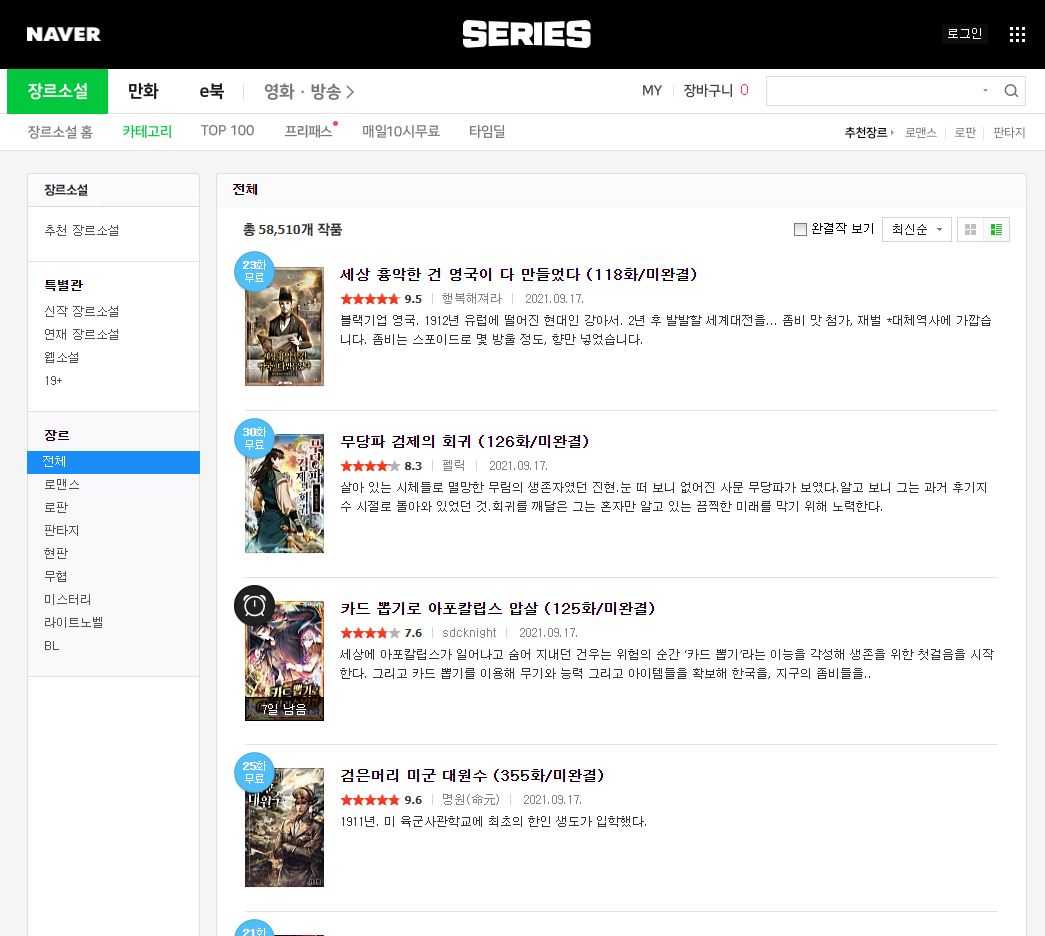 NAVER
SERIES
로그인
장르소설 만화 e북 영화 · 방송
MY 장바구니 0
장르소설 홈 카테고리 TOP 100 프리패스 매일10시무료 타임딜
추천장르 로맨스 로판 판타지
장르소설
추천 장르소설
특별관
신작 장르소설
연재 장르소설
웹소설
19+
장르
전체
로맨스
로판
판타지
현판
무협
미스터리
라이트노벨
BL
전체
총 58,510개 작품
완결작 보기 최신순
23화
무료
세상 흉악한 건 영국이 다 만들었다 (118화/미완결)
9.5 행복해져라 2021.09.17.
블랙기업 영국. 1912년 유럽에 떨어진 현대인 강아서. 2년 후 발발할 세계대전을... 좀비 맛 첨가, 재벌 *대체역사에 가깝습
니다. 좀비는 스포이드로 몇 방울 정도, 향만 넣었습니다.
30화
무료
무당파 검제의 회귀 (126화/미완결)
8.3 펠릭 2021.09.17.
살아 있는 시체들로 멸망한 무림의 생존자였던 진현.눈 떠 보니 없어진 사문 무당파가 보였다.알고 보니 그는 과거 후기지
수 시절로 돌아와 있었던 것.회귀를 깨달은 그는 혼자만 알고 있는 끔찍한 미래를 막기 위해 노력한다.
카드 뽑기로 아포칼립스 압살 (125화/미완결)
7.6 sdcknight 2021.09.17.
세상에 아포칼립스가 일어나고 숨어 지내던 건우는 위험의 순간 '카드 뽑기'라는 이능을 각성해 생존을 위한 첫걸음을 시작
한다. 그리고 카드 뽑기를 이용해 무기와 능력 그리고 아이템들을 확보해 한국을, 지구의 좀비들을..
카드뽑기
7일 남음
25화
무료
검은머리 미군 대원수 (355화/미완결)
9.6 명원(命元) 2021.09.17.
1911년. 미 육군사관학교에 최초의 한인 생도가 입학했다.
21화